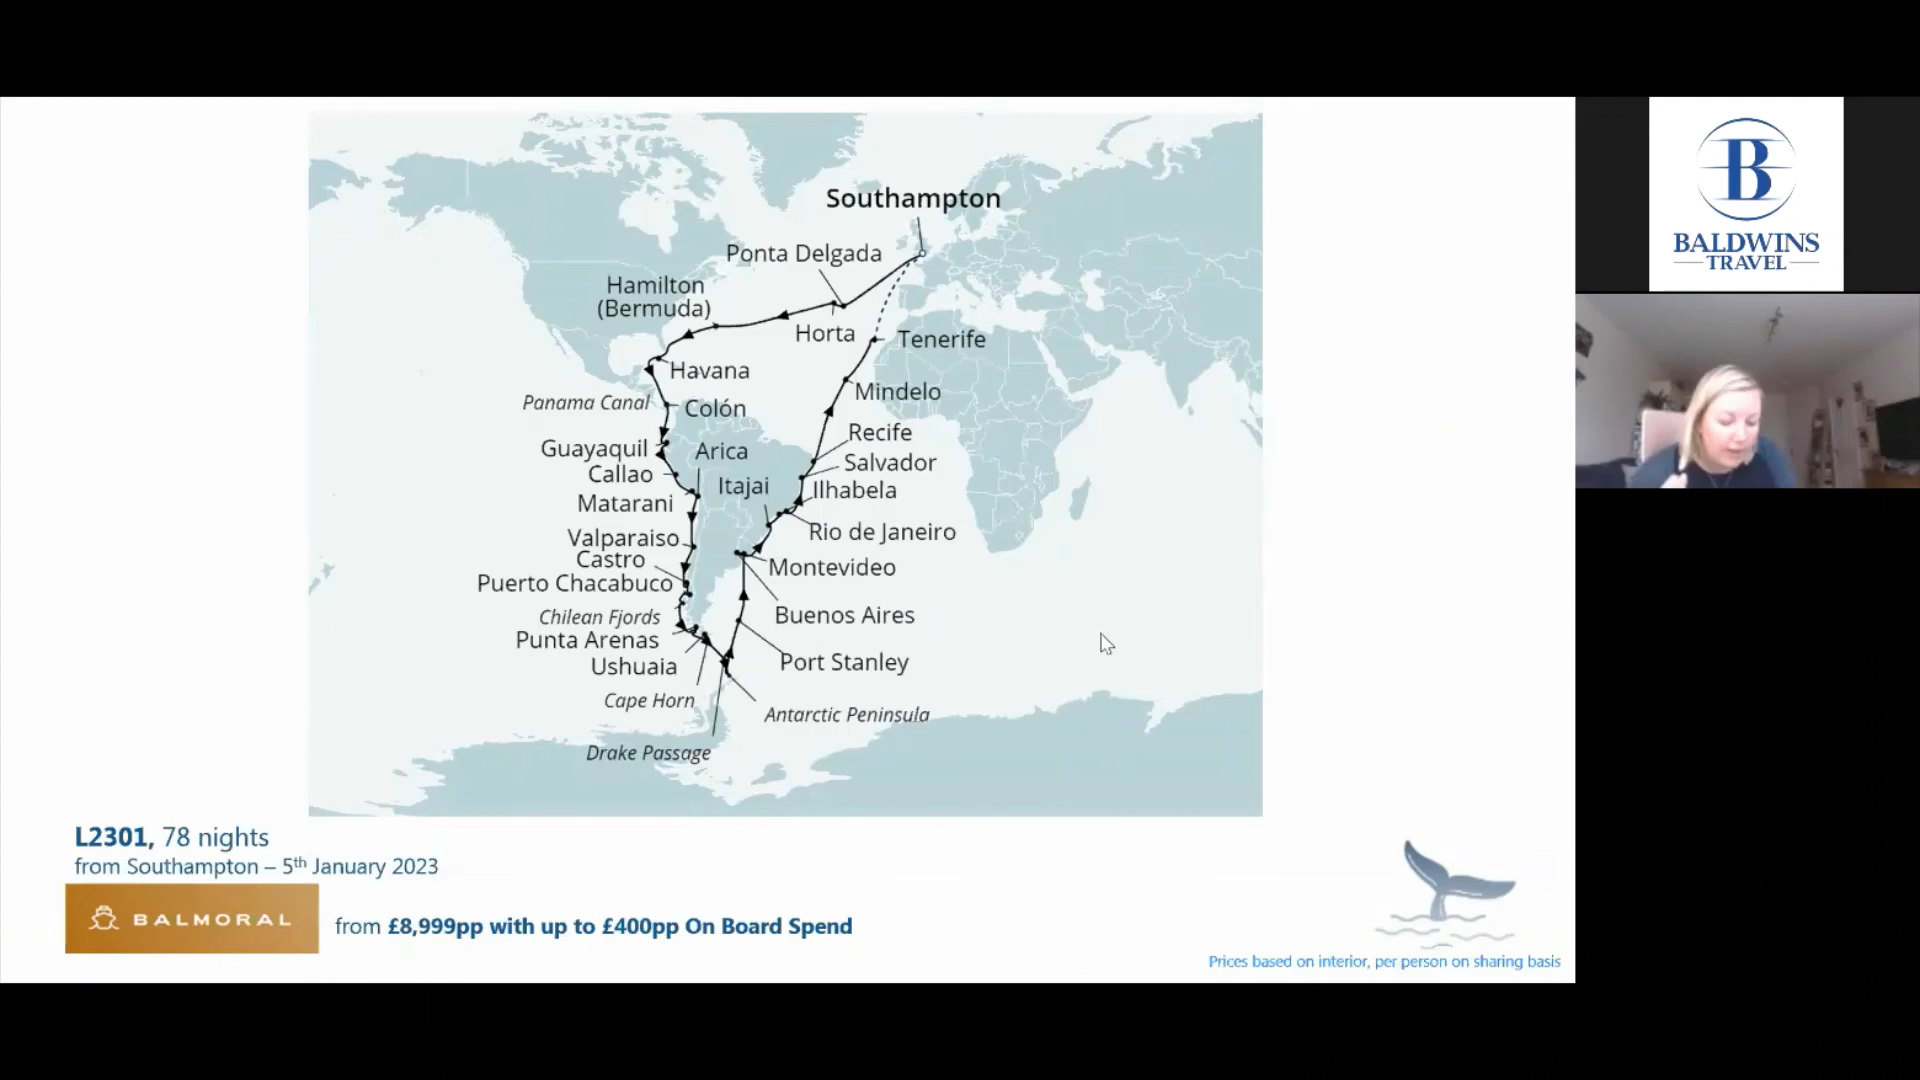 Southampton
Ponta Delgada
Hamilton
(Bermuda)
Horta
Tenerife
Havana
Mindelo
Panama Canal
Colón
Recife
Guayaquil
Arica
Salvador
Callao
Itajai
Ilhabela
Matarani
Rio de Janeiro
Valparaiso
Castro
Montevideo
Puerto Chacabuco
Chilean Fjords
Buenos Aires
Punta Arenas
Ushuaia
Port Stanley
Cape Horn
Antarctic Peninsula
Drake Passage
L2301, 78 nights
from Southampton – 5th January 2023
BALMORAL
from £8,999pp with up to £400pp On Board Spend
Prices based on interior, per person on sharing basis
B
BALDWINS
TRAVEL